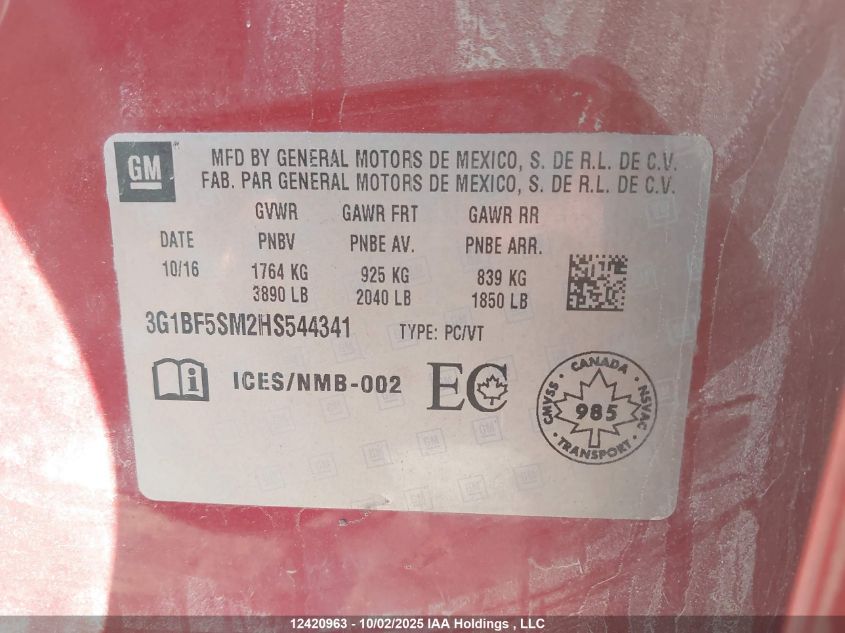 GM
MFD BY GENERAL MOTORS DE MEXICO, S. DE R.L. DE C.V.
FAB. PAR GENERAL MOTORS DE MEXICO, S. DE R.L. DE C.V.
GVWR GAWR FRT GAWR RR
DATE PNBV PNBE AV. PNBE ARR.
10/16 1764 KG 925 KG 839 KG
3890 LB 2040 LB 1850 LB
3G1BF5SM2HS544341 TYPE: PC/VT
i ICES/NMB-002 EC
CANADA
CMVSS 985 NSVAC
TRANSPORT
12420963 - 10/02/2025 IAA Holdings , LLC